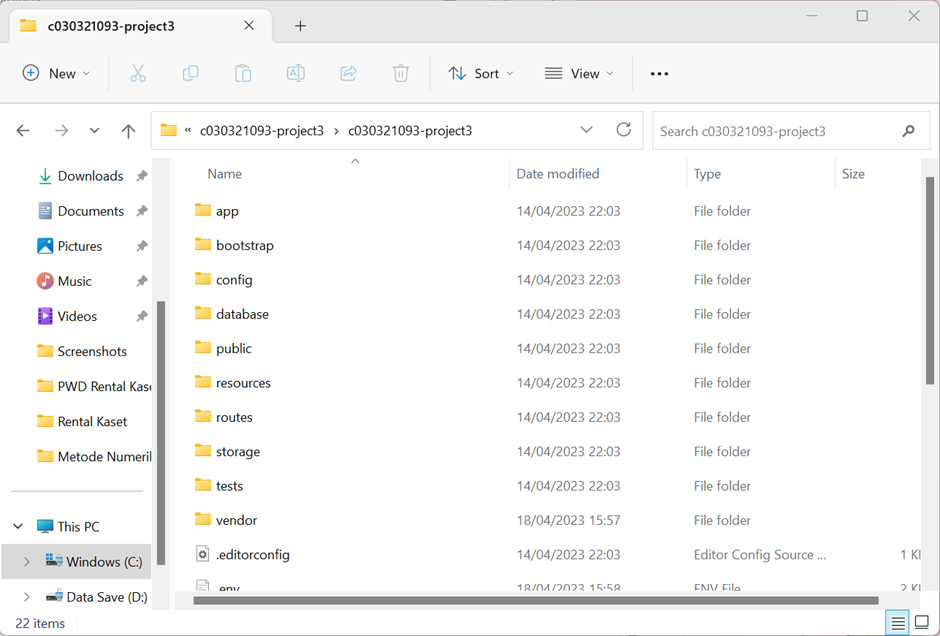 c030321093-project3
New
Sort
View
« c030321093-project3 › c030321093-project3
Search c030321093-project3
Downloads
Documents
Pictures
Music
Videos
Screenshots
PWD Rental Kase
Rental Kaset
Metode Numeril
This PC
Windows (C:)
Data Save (D:)
Name Date modified Type Size
app 14/04/2023 22:03 File folder
bootstrap 14/04/2023 22:03 File folder
config 14/04/2023 22:03 File folder
database 14/04/2023 22:03 File folder
public 14/04/2023 22:03 File folder
resources 14/04/2023 22:03 File folder
routes 14/04/2023 22:03 File folder
storage 14/04/2023 22:03 File folder
tests 14/04/2023 22:03 File folder
vendor 18/04/2023 15:57 File folder
.editorconfig 14/04/2023 22:03 Editor Config Source ... 1 K
.env 18/04/2023 15:58 ENV File 2 K
22 items